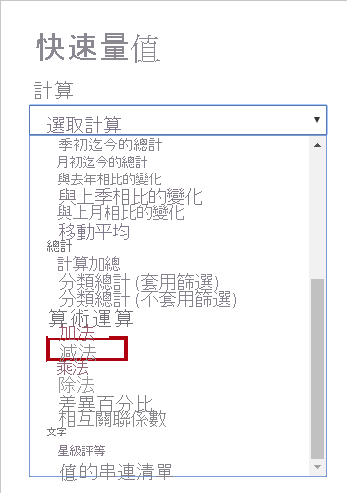 快速量值
計算
選取計算
季初迄今的總計
月初迄今的總計
與去年相比的變化
與上季相比的變化
與上月相比的變化
移動平均
總計
計算加總
分類總計 (套用篩選)
分類總計 (不套用篩選)
算術運算
加法
減法
乘法
除法
差異百分比
相互關聯係數
文字
星級評等
值的串連清單